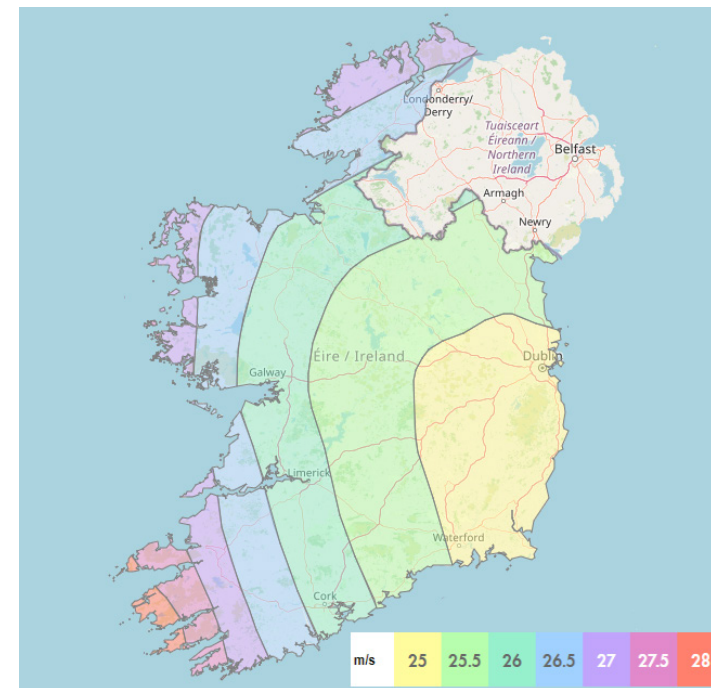 Londonderry/
Derry
Tuaisceart
Éireann /
Northern
Ireland
Belfast
Armagh
Newry
Éire / Ireland
Dublin
Galway
Limerick
Waterford
Cork
m/s 25 25.5 26 26.5 27 27.5 28